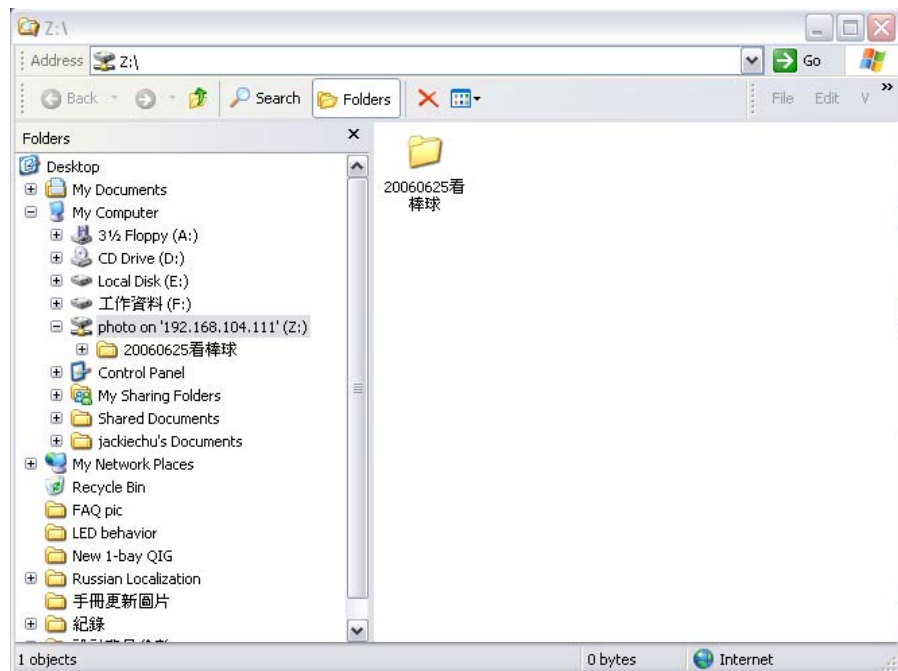 Z:\
Address Z:\ Go
Back Search Folders File Edit V »
Folders
Desktop
My Documents
My Computer
3½ Floppy (A:)
CD Drive (D:)
Local Disk (E:)
工作資料 (F:)
photo on '192.168.104.111' (Z:)
20060625看棒球
Control Panel
My Sharing Folders
Shared Documents
jackiechu's Documents
My Network Places
Recycle Bin
FAQ pic
LED behavior
New 1-bay QIG
Russian Localization
手冊更新圖片
紀錄
20060625看
棒球
1 objects 0 bytes Internet